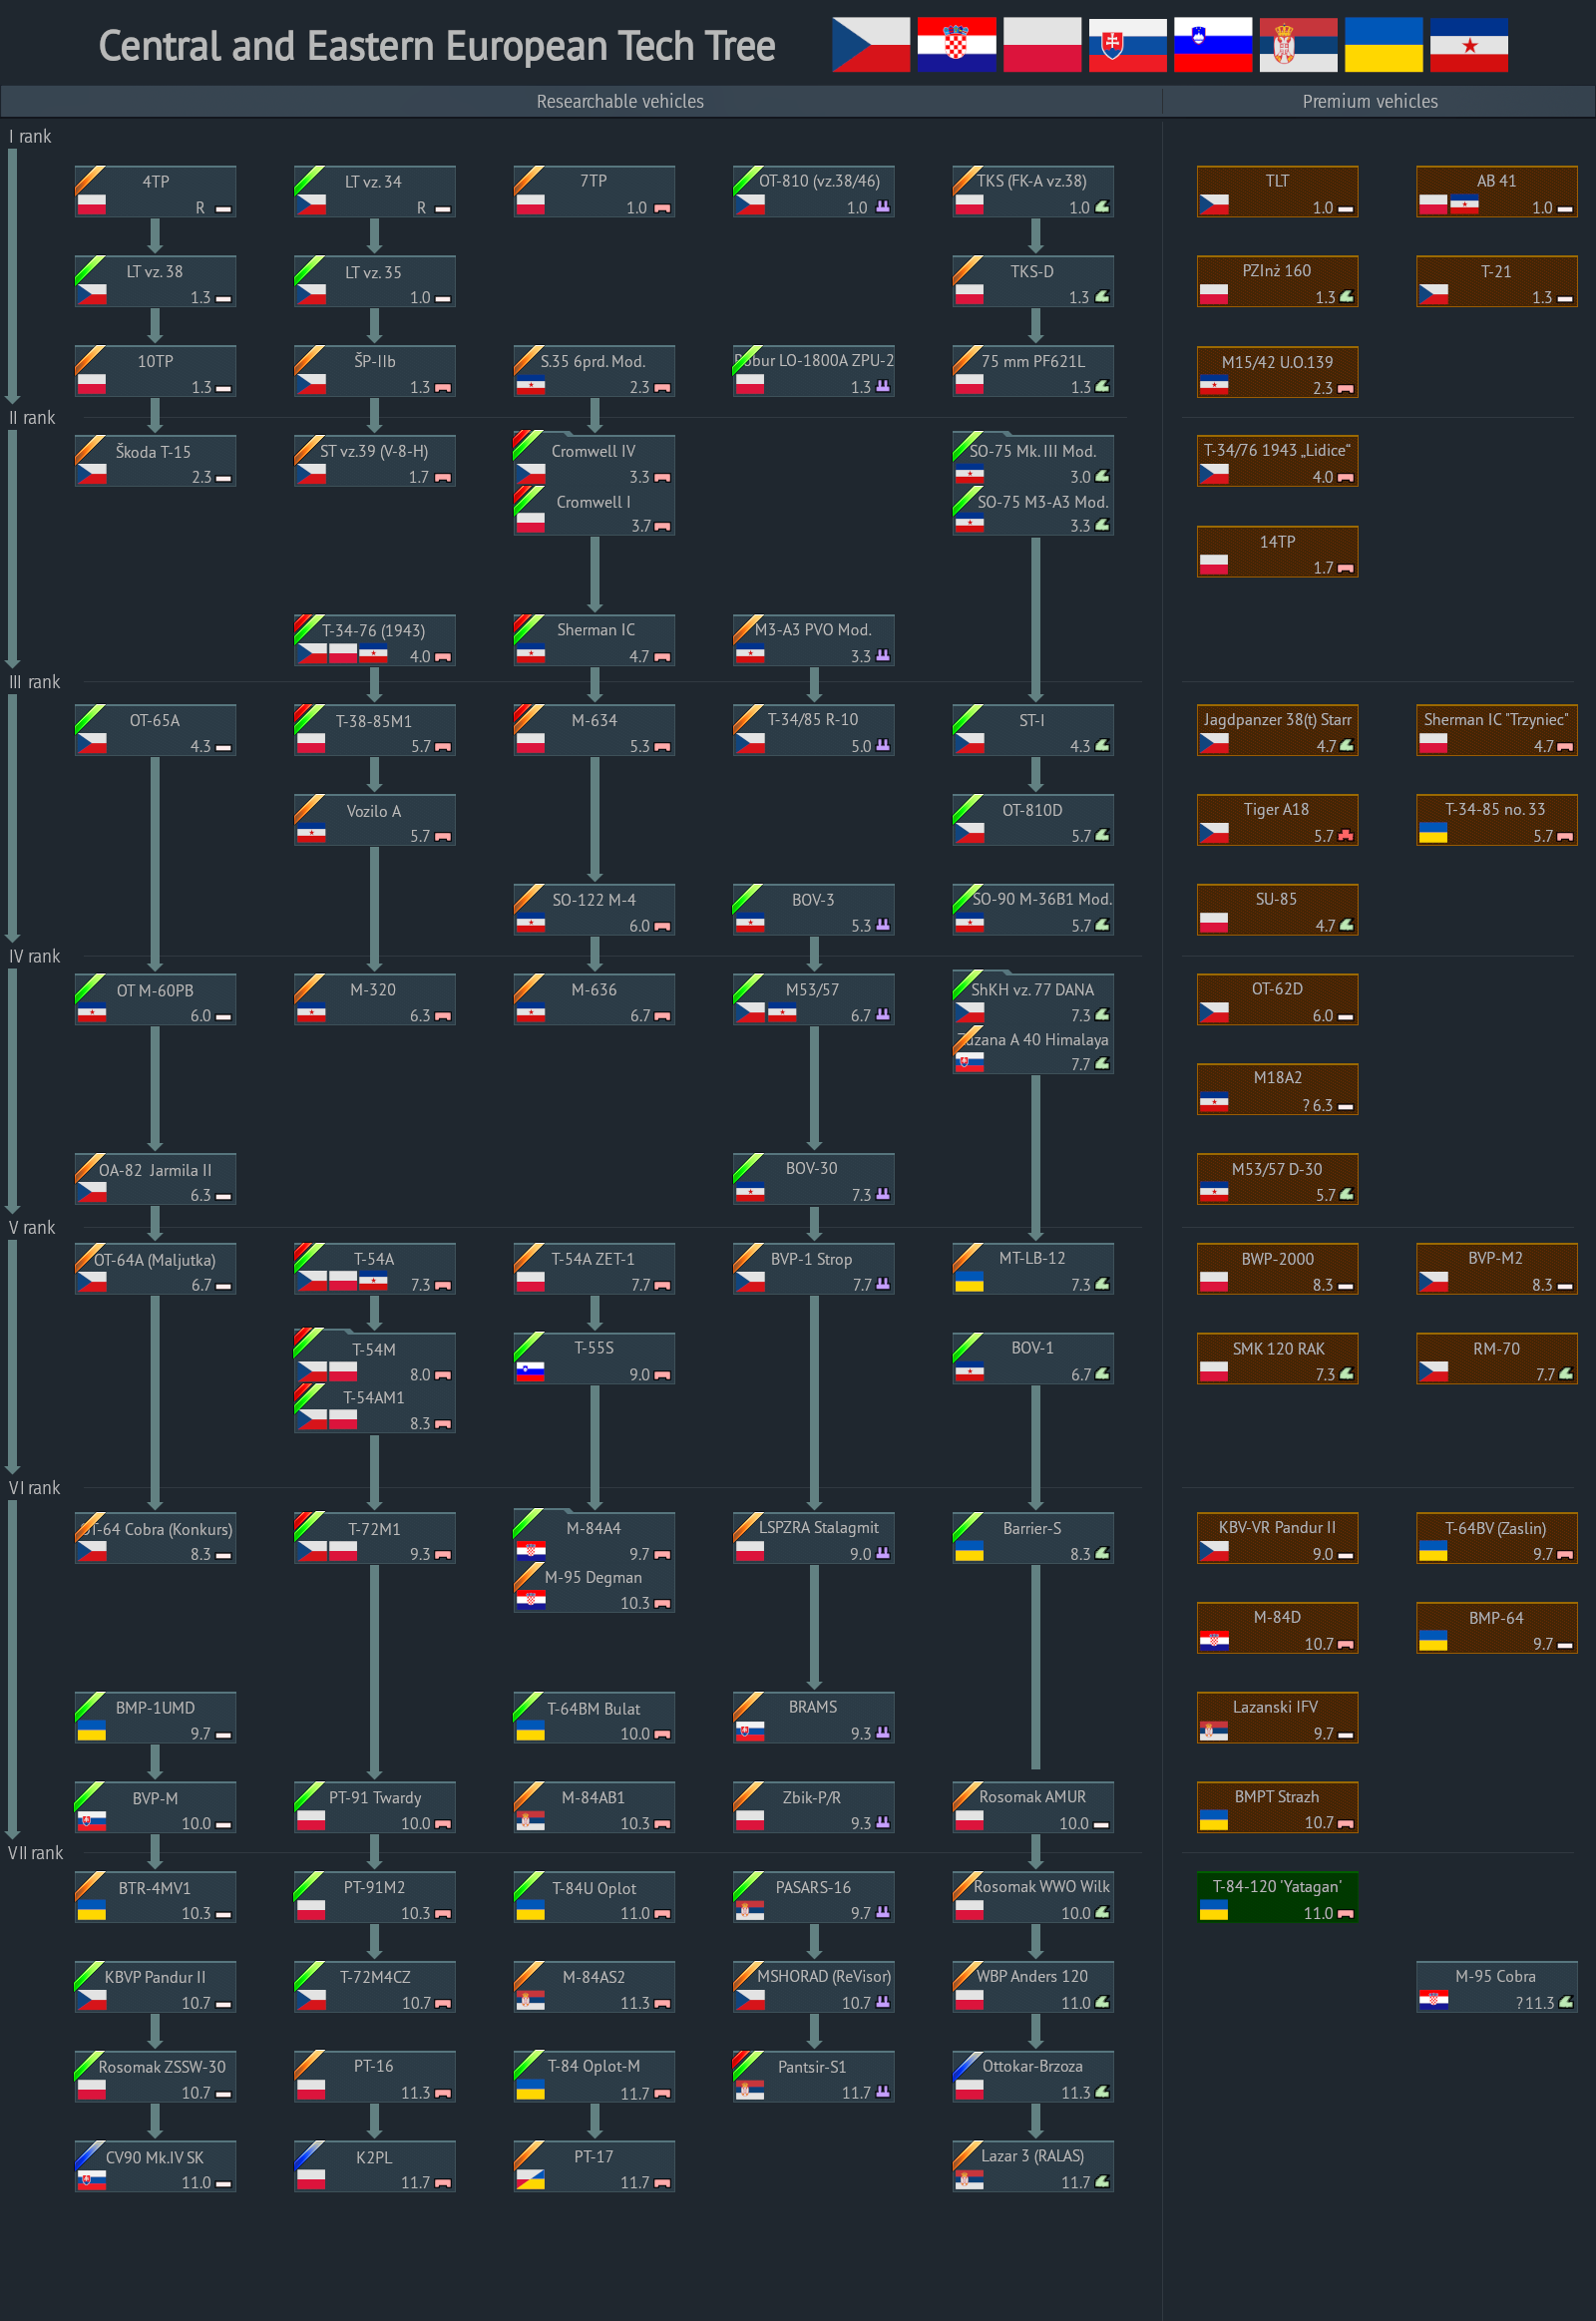 Central and Eastern European Tech Tree
Researchable vehicles
Premium vehicles
I rank
4TP
R
LT vz. 34
R
7TP
1.0
OT-810 (vz.38/46)
1.0
TKS (FK-A vz.38)
1.0
TLT
1.0
AB 41
1.0
LT vz. 38
1.3
LT vz. 35
1.0
TKS-D
1.3
PZInż 160
1.3
T-21
1.3
10TP
1.3
ŠP-IIb
1.3
S.35 6prd. Mod.
2.3
Robur LO-1800A ZPU-2
1.3
75 mm PF621L
1.3
M15/42 U.O.139
2.3
II rank
Škoda T-15
2.3
ST vz.39 (V-8-H)
1.7
Cromwell IV
3.3
Cromwell I
3.7
SO-75 Mk. III Mod.
3.0
SO-75 M3-A3 Mod.
3.3
T-34/76 1943 „Lidice“
4.0
14TP
1.7
T-34-76 (1943)
4.0
Sherman IC
4.7
M3-A3 PVO Mod.
3.3
III rank
OT-65A
4.3
T-38-85M1
5.7
M-634
5.3
T-34/85 R-10
5.0
ST-I
4.3
Jagdpanzer 38(t) Starr
4.7
Sherman IC "Trzyniec"
4.7
Vozilo A
5.7
OT-810D
5.7
Tiger A18
5.7
T-34-85 no. 33
5.7
SO-122 M-4
6.0
BOV-3
5.3
SO-90 M-36B1 Mod.
5.7
SU-85
4.7
IV rank
OT M-60PB
6.0
M-320
6.3
M-636
6.7
M53/57
6.7
ShKH vz. 77 DANA
7.3
Zuzana A 40 Himalaya
7.7
OT-62D
6.0
M18A2
? 6.3
OA-82 Jarmila II
6.3
BOV-30
7.3
M53/57 D-30
5.7
V rank
OT-64A (Maljutka)
6.7
T-54A
7.3
T-54A ZET-1
7.7
BVP-1 Strop
7.7
MT-LB-12
7.3
BWP-2000
8.3
BVP-M2
8.3
T-54M
8.0
T-54AM1
8.3
T-55S
9.0
BOV-1
6.7
SMK 120 RAK
7.3
RM-70
7.7
VI rank
OT-64 Cobra (Konkurs)
8.3
T-72M1
9.3
M-84A4
9.7
M-95 Degman
10.3
LSPZRA Stalagmit
9.0
Barrier-S
8.3
KBV-VR Pandur II
9.0
T-64BV (Zaslin)
9.7
M-84D
10.7
BMP-64
9.7
BMP-1UMD
9.7
T-64BM Bulat
10.0
BRAMS
9.3
Lazanski IFV
9.7
BVP-M
10.0
PT-91 Twardy
10.0
M-84AB1
10.3
Zbik-P/R
9.3
Rosomak AMUR
10.0
BMPT Strazh
10.7
VII rank
BTR-4MV1
10.3
PT-91M2
10.3
T-84U Oplot
11.0
PASARS-16
9.7
Rosomak WWO Wilk
10.0
T-84-120 'Yatagan'
11.0
KBVP Pandur II
10.7
T-72M4CZ
10.7
M-84AS2
11.3
MSHORAD (ReVisor)
10.7
WBP Anders 120
11.0
M-95 Cobra
? 11.3
Rosomak ZSSW-30
10.7
PT-16
11.3
T-84 Oplot-M
11.7
Pantsir-S1
11.7
Ottokar-Brzoza
11.3
CV90 Mk.IV SK
11.0
K2PL
11.7
PT-17
11.7
Lazar 3 (RALAS)
11.7